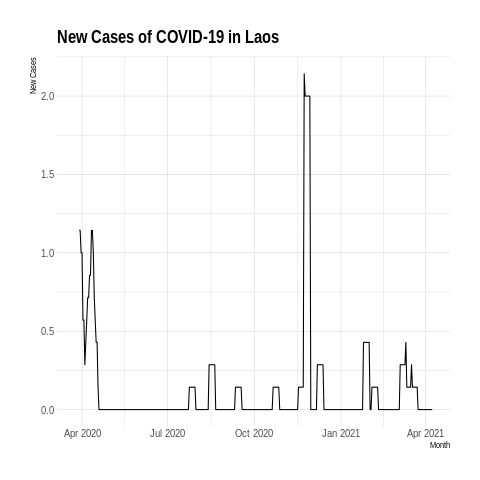 New Cases of COVID-19 in Laos
New Cases
2.0
1.5
1.0
0.5
0.0
Apr 2020 Jul 2020 Oct 2020 Jan 2021 Apr 2021
Month